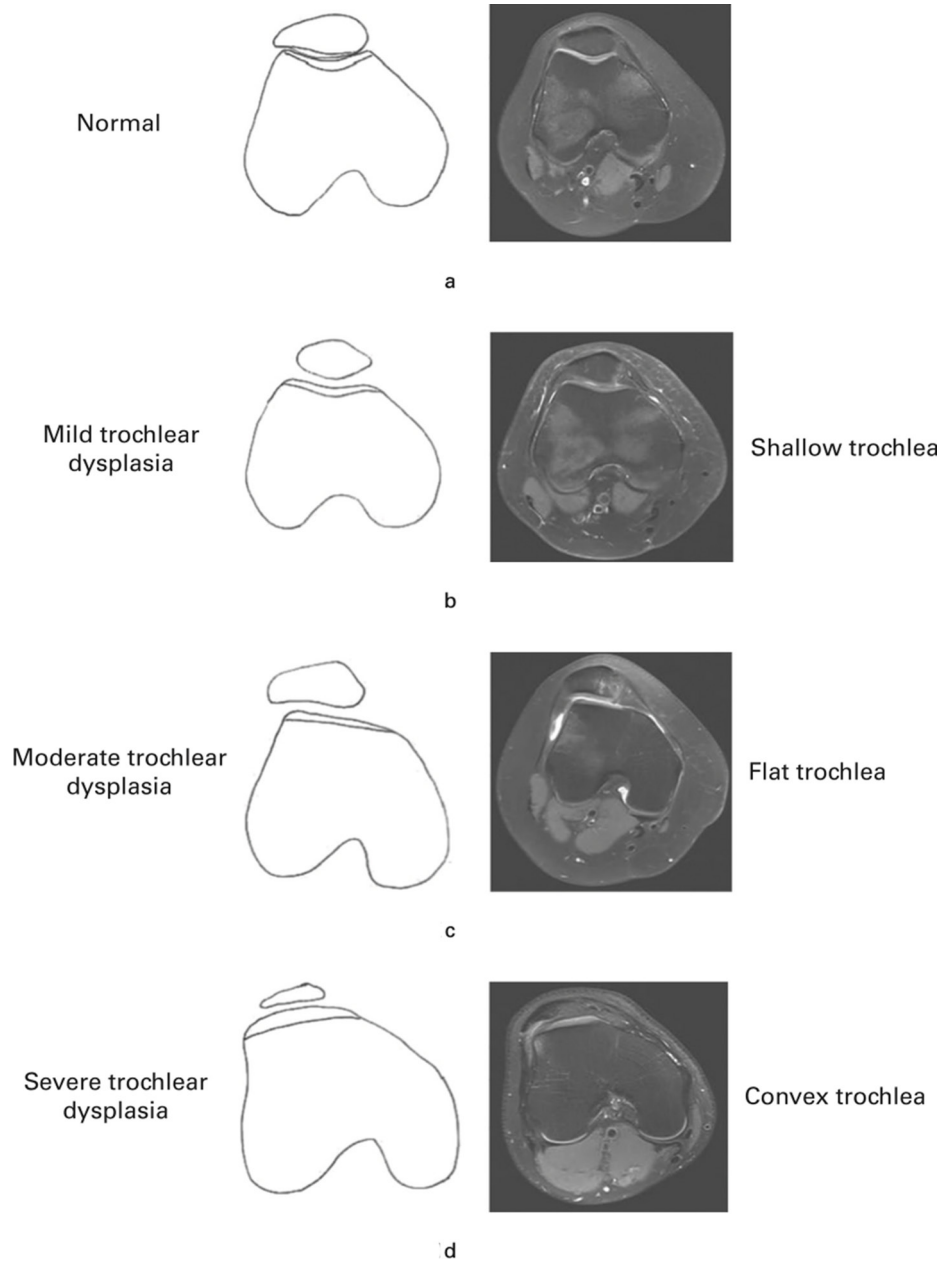 Normal
a
Mild trochlear
dysplasia
Shallow trochlea
b
Moderate trochlear
dysplasia
Flat trochlea
c
Severe trochlear
dysplasia
Convex trochlea
d